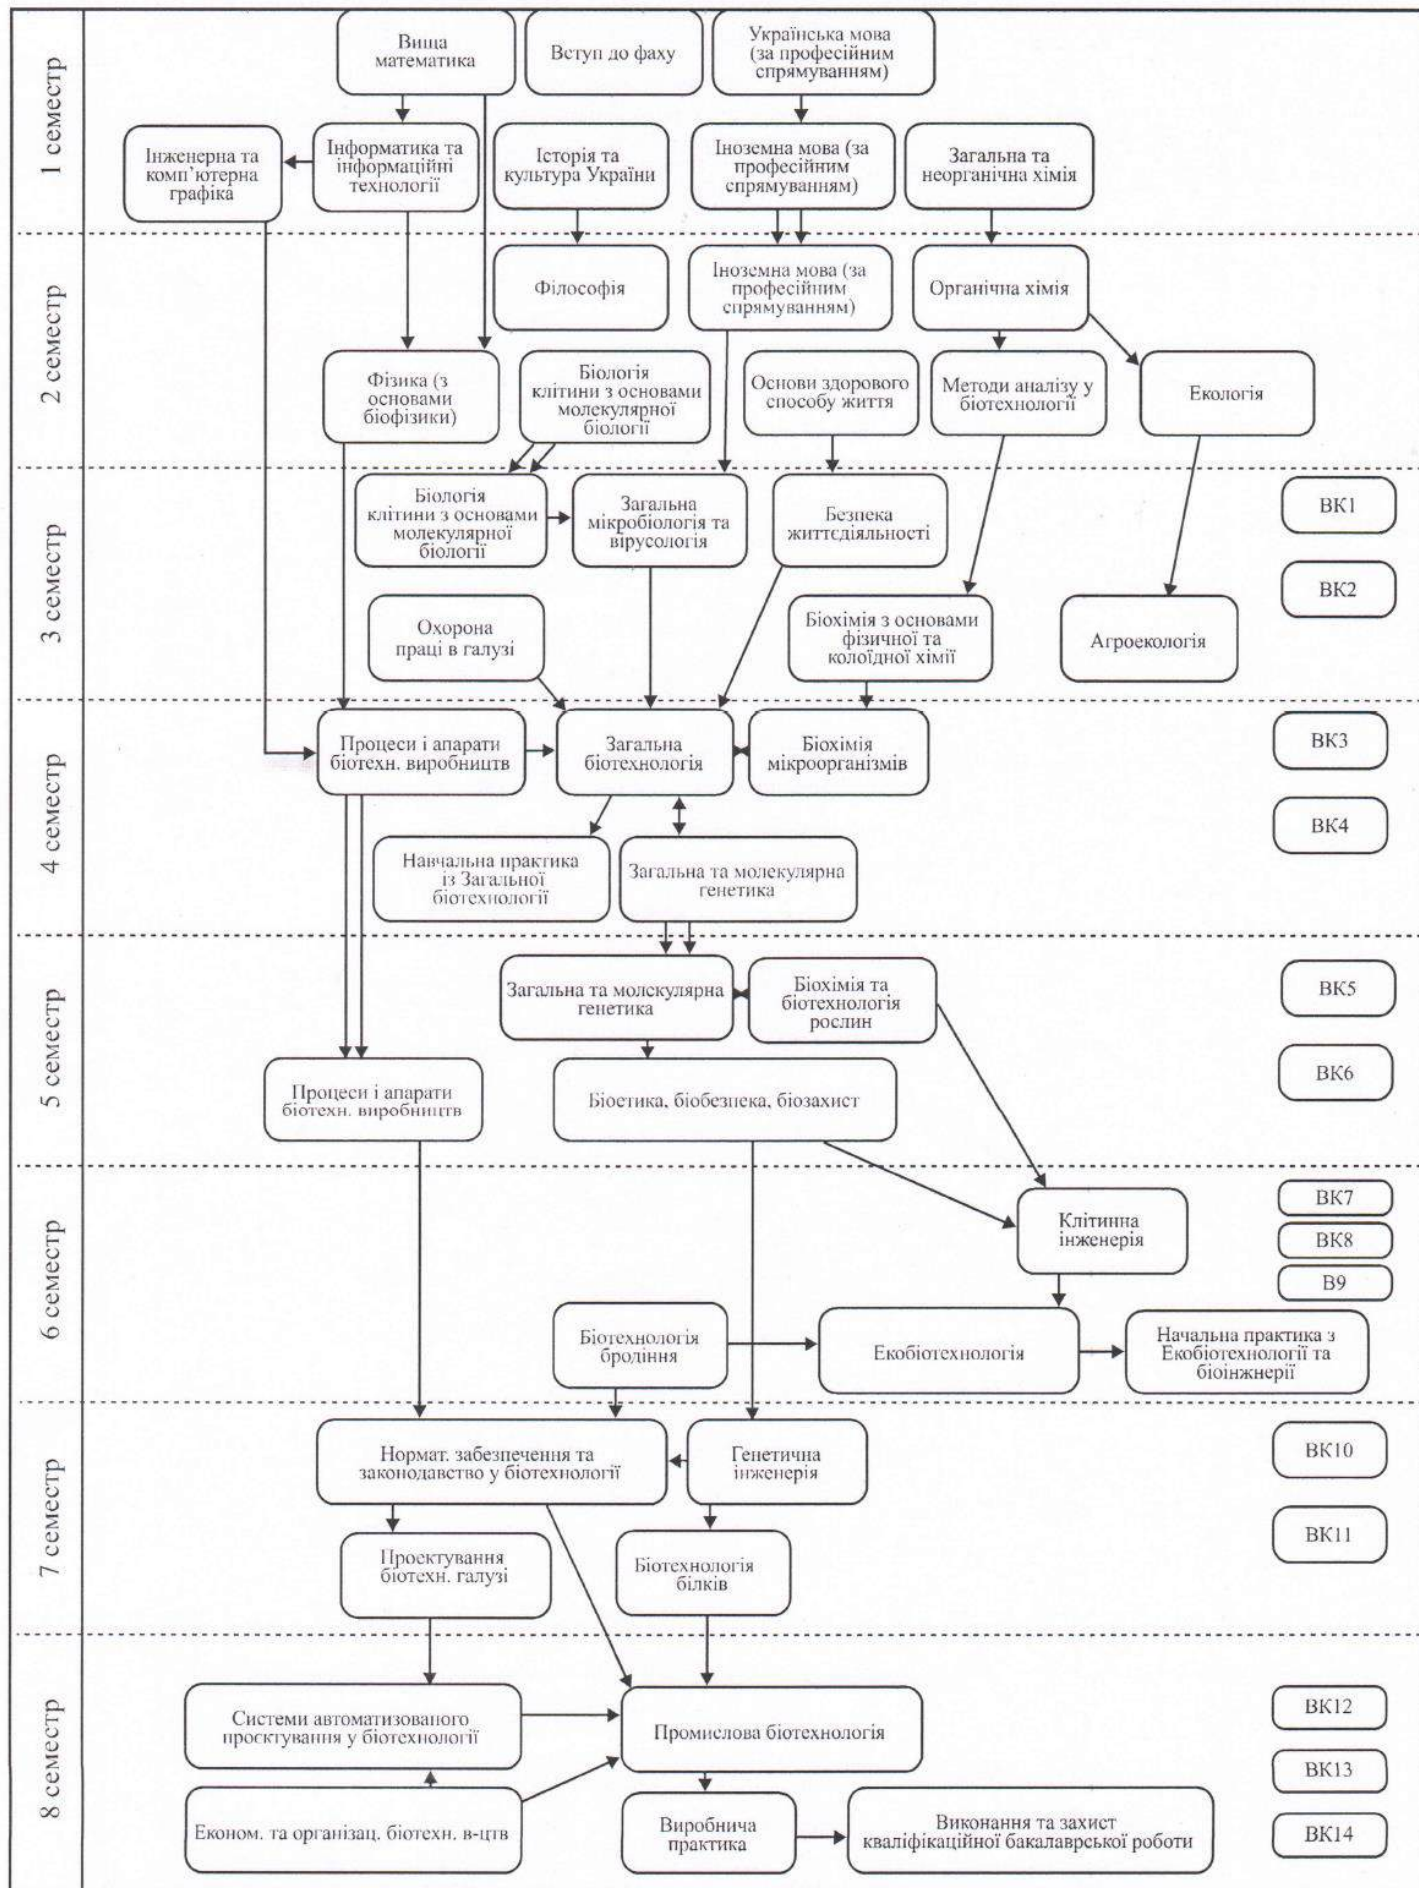 1 семестр
Вища
математика
Вступ до фаху
Українська мова
(за професійним
спрямуванням)
Інженерна та
комп’ютерна
графіка
Інформатика та
інформаційні
технології
Історія та
культура України
Іноземна мова (за
професійним
спрямуванням)
Загальна та
неорганічна хімія
2 семестр
Філософія
Іноземна мова (за
професійним
спрямуванням)
Органічна хімія
Фізика (з
основами
біофізики)
Біологія
клітини з основами
молекулярної
біології
Основи здорового
способу життя
Методи аналізу у
біотехнології
Екологія
3 семестр
Біологія
клітини з основами
молекулярної
біології
Загальна
мікробіологія та
вірусологія
Безпека
життєдіяльності
ВК1
ВК2
Охорона
праці в галузі
Біохімія з основами
фізичної та
колоїдної хімії
Агроекологія
4 семестр
Процеси і апарати
біотехн. виробництв
Загальна
біотехнологія
Біохімія
мікроорганізмів
ВК3
ВК4
Навчальна практика
із Загальної
біотехнології
Загальна та молекулярна
генетика
5 семестр
Загальна та молекулярна
генетика
Біохімія та
біотехнологія
рослин
ВК5
ВК6
Процеси і апарати
біотехн. виробництв
Біоетика, біобезпека, біозахист
6 семестр
Клітинна
інженерія
ВК7
ВК8
В9
Біотехнологія
бродіння
Екобіотехнологія
Начальна практика з
Екобіотехнології та
біоінжнерії
7 семестр
Нормат. забезпечення та
законодавство у біотехнології
Генетична
інженерія
ВК10
ВК11
Проєктування
біотехн. галузі
Біотехнологія
білків
8 семестр
Системи автоматизованого
проєктування у біотехнології
Промислова біотехнологія
ВК12
ВК13
ВК14
Економ. та організац. біотехн. в-цтв
Виробнича
практика
Виконання та захист
кваліфікаційної бакалаврської роботи